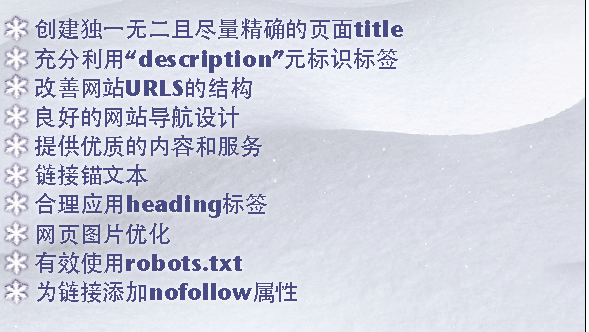 创建独一无二且尽量精确的页面title
充分利用“description”元标识标签
改善网站URLS的结构
良好的网站导航设计
提供优质的内容和服务
链接锚文本
合理应用heading标签
网页图片优化
有效使用robots.txt
为链接添加nofollow属性